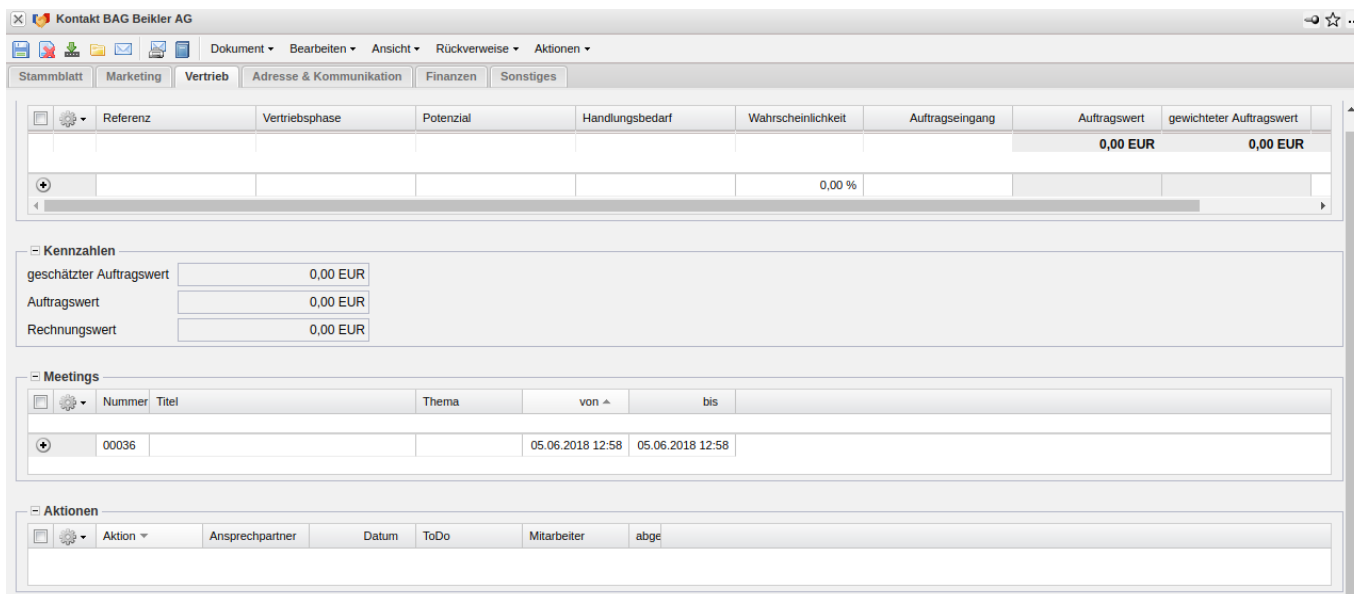 Kontakt BAG Beikler AG
Dokument Bearbeiten Ansicht Rückverweise Aktionen
Stammblatt Marketing Vertrieb Adresse & Kommunikation Finanzen Sonstiges
Referenz Vertriebsphase Potenzial Handlungsbedarf Wahrscheinlichkeit Auftragseingang Auftragswert gewichteter Auftragswert
0,00 EUR 0,00 EUR
0,00 %
Kennzahlen
geschätzter Auftragswert 0,00 EUR
Auftragswert 0,00 EUR
Rechnungswert 0,00 EUR
Meetings
Nummer Titel Thema von bis
00036 05.06.2018 12:58 05.06.2018 12:58
Aktionen
Aktion Ansprechpartner Datum ToDo Mitarbeiter abge